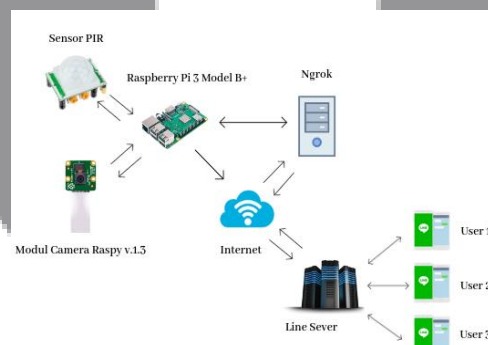 Sensor PIR
Raspberry Pi 3 Model B+
Ngrok
Modul Camera Raspy v.1.3
Internet
User 1
User 2
Line Sever
User 3